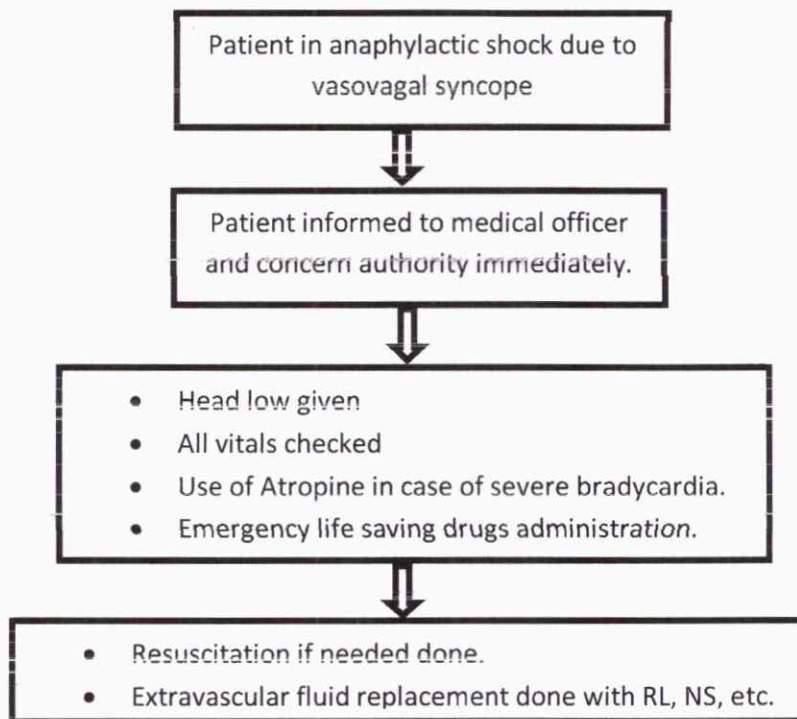 Patient in anaphylactic shock due to
vasovagal syncope
Patient informed to medical officer
and concern authority immediately.
• Head low given
• All vitals checked
• Use of Atropine in case of severe bradycardia.
• Emergency life saving drugs administration.
• Resuscitation if needed done.
• Extravascular fluid replacement done with RL, NS, etc.